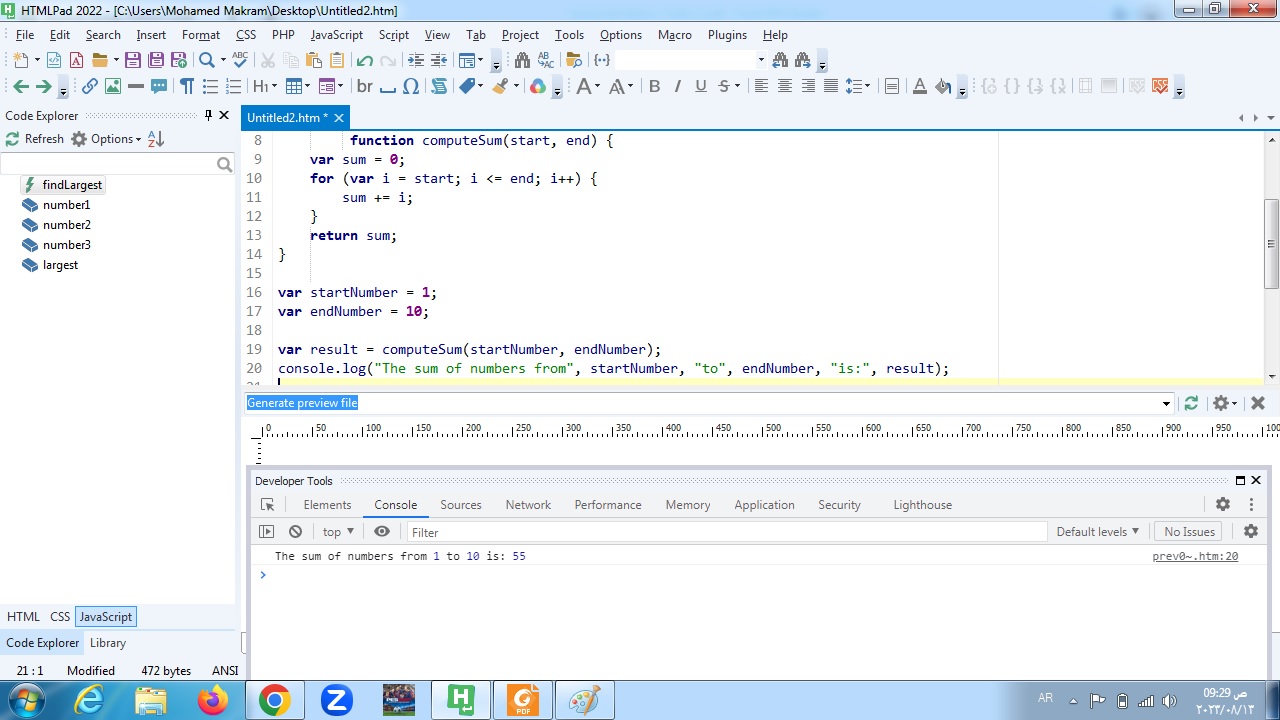 HTMLPad 2022 - [C:\Users\Mohamed Makram\Desktop\Untitled2.htm]
File Edit Search Insert Format CSS PHP JavaScript Script View Tab Project Tools Options Macro Plugins Help
Code Explorer
Refresh Options
findLargest
number1
number2
number3
largest
Untitled2.htm *
8 function computeSum(start, end) {
9 var sum = 0;
10 for (var i = start; i <= end; i++) {
11 sum += i;
12 }
13 return sum;
14 }
15
16 var startNumber = 1;
17 var endNumber = 10;
18
19 var result = computeSum(startNumber, endNumber);
20 console.log("The sum of numbers from", startNumber, "to", endNumber, "is:", result);
21
Generate preview file
0 50 100 150 200 250 300 350 400 450 500 550 600 650 700 750 800 850 900 950 100
Developer Tools
Elements Console Sources Network Performance Memory Application Security Lighthouse
top Filter Default levels No Issues
The sum of numbers from 1 to 10 is: 55 prev0~.htm:20
HTML CSS JavaScript
Code Explorer Library
21 : 1 Modified 472 bytes ANSI
AR
09:29 ص
٢٠٢٣/٠٨/١٣